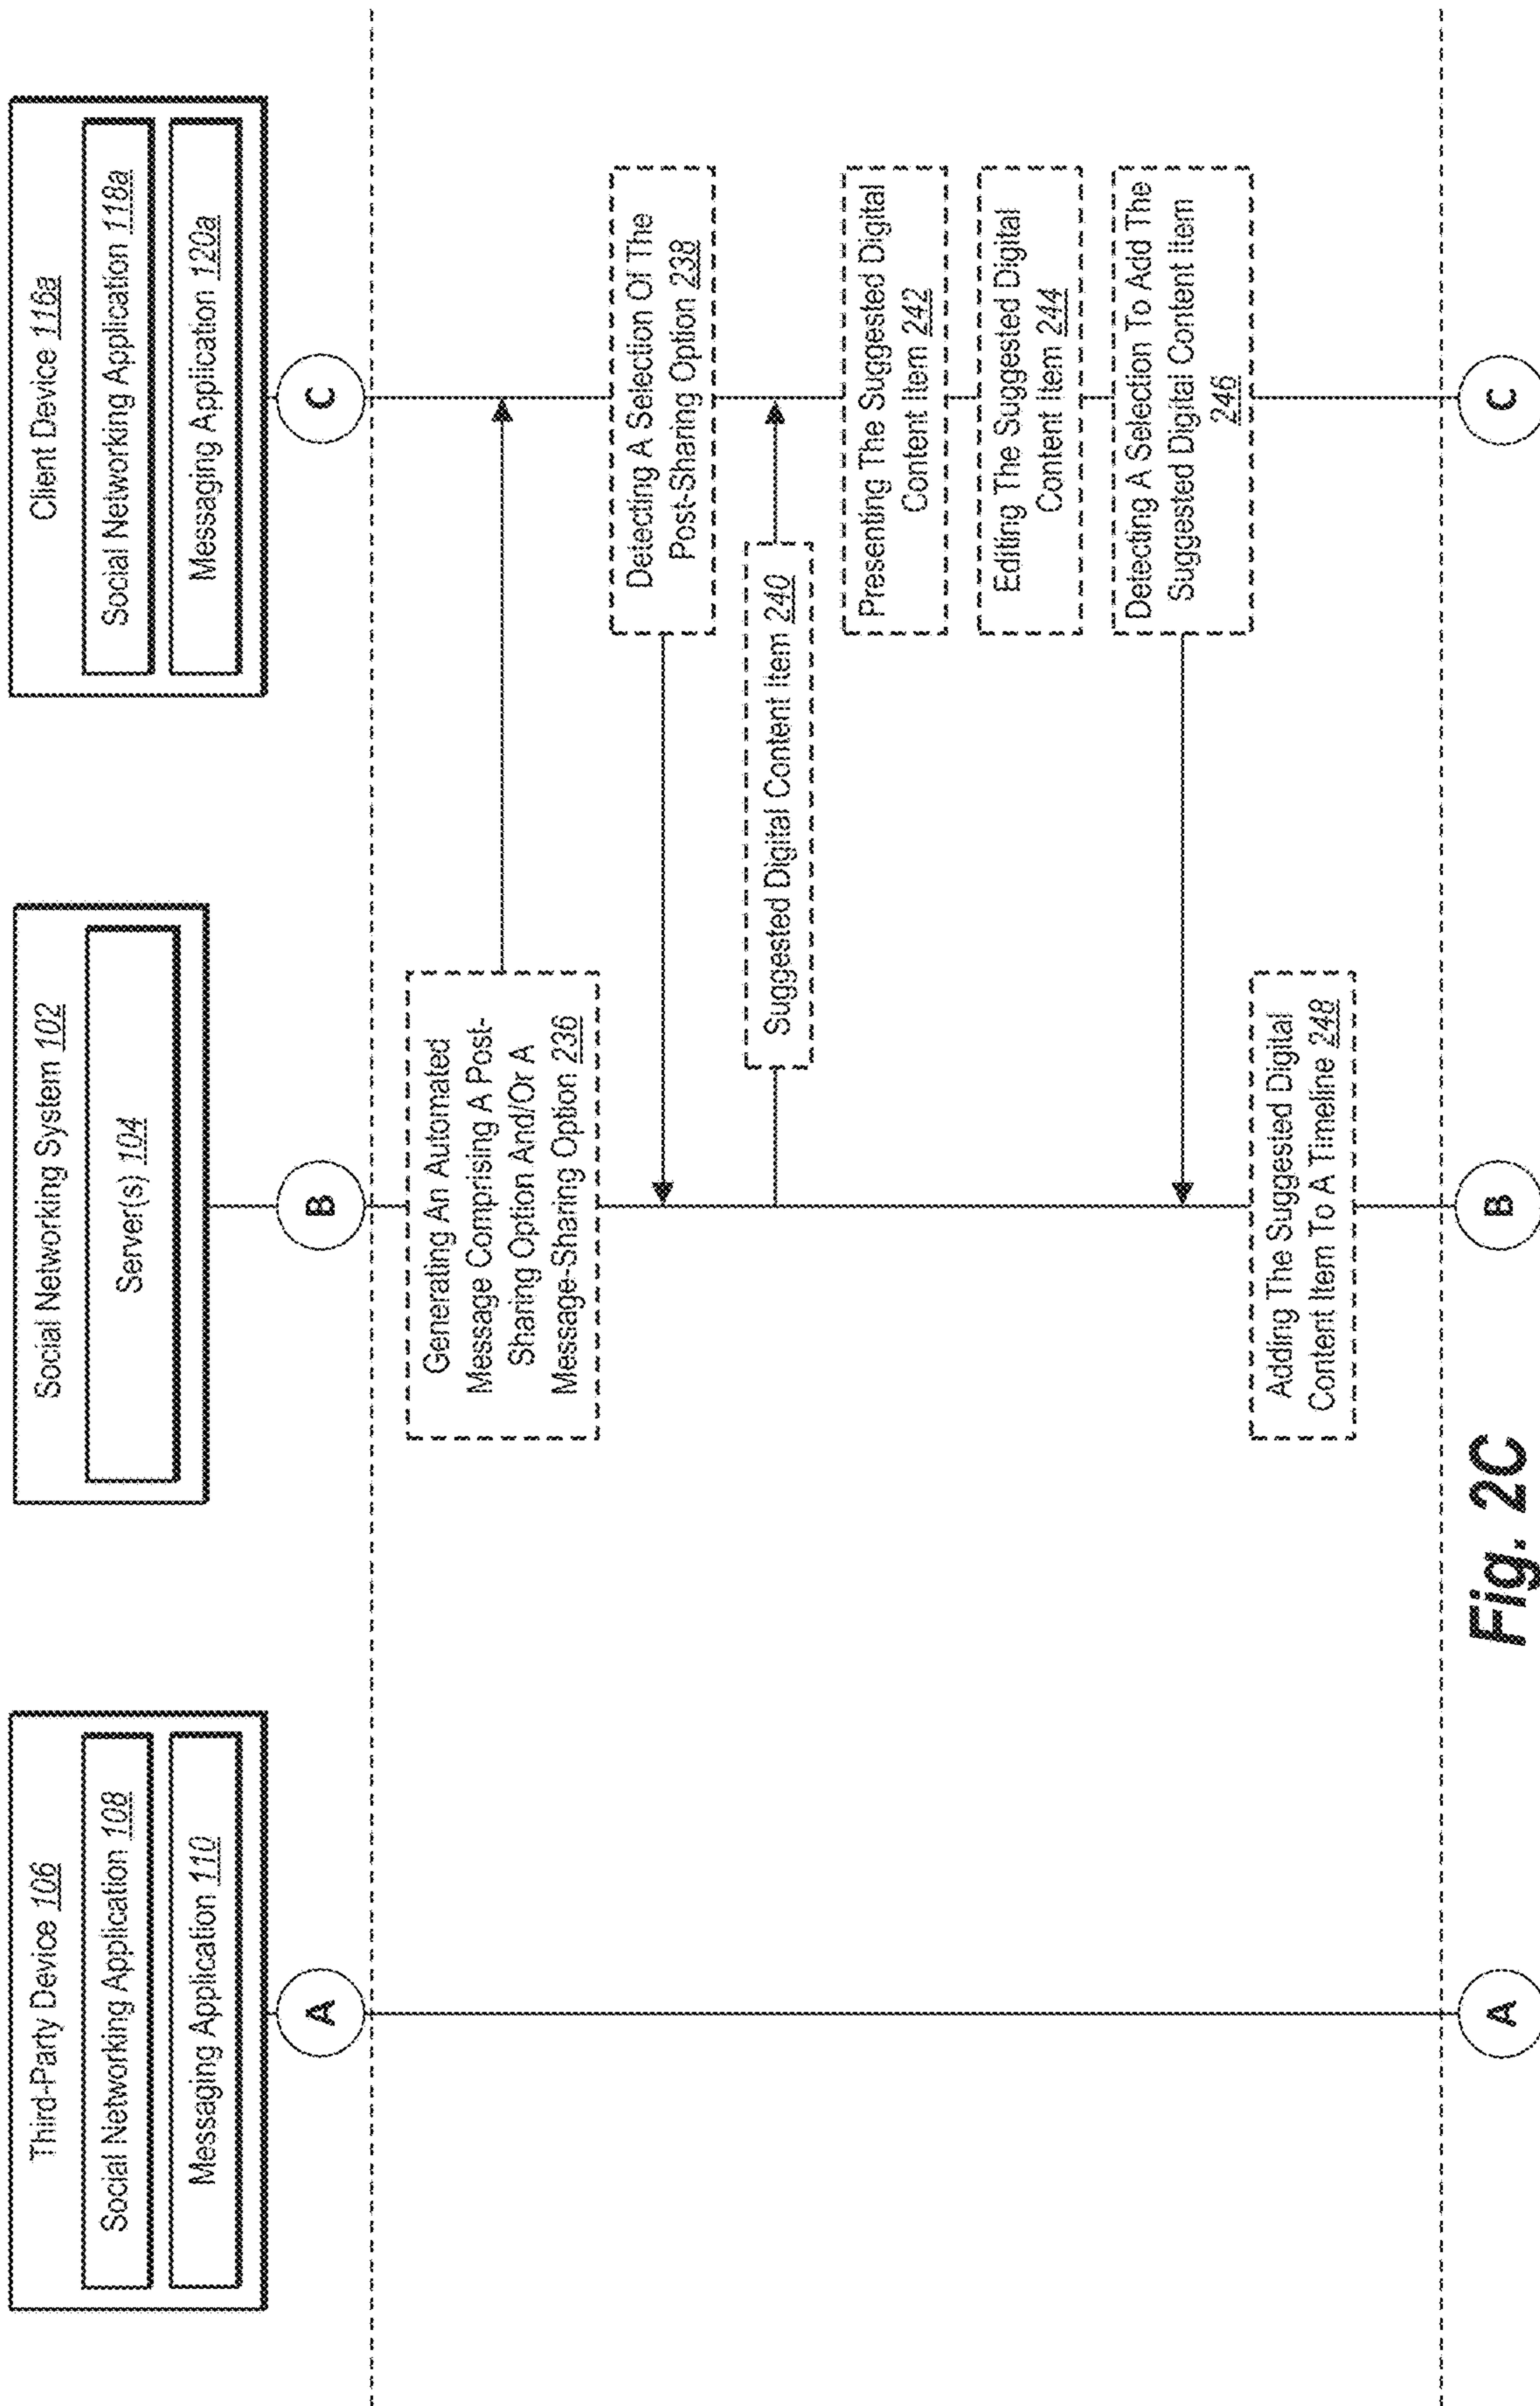 Third-Party Device 106
Social Networking Application 108
Messaging Application 110
Social Networking System 102
Server(s) 104
Client Device 116a
Social Networking Application 118a
Messaging Application 120a
A
B
C
Generating An Automated
Message Comprising A Post-
Sharing Option And/Or A
Message-Sharing Option 236
Detecting A Selection Of The
Post-Sharing Option 238
Suggested Digital Content Item 240
Presenting The Suggested Digital
Content Item 242
Editing The Suggested Digital
Content Item 244
Detecting A Selection To Add The
Suggested Digital Content Item
246
Adding The Suggested Digital
Content Item To A Timeline 248
A
B
C
Fig. 2C